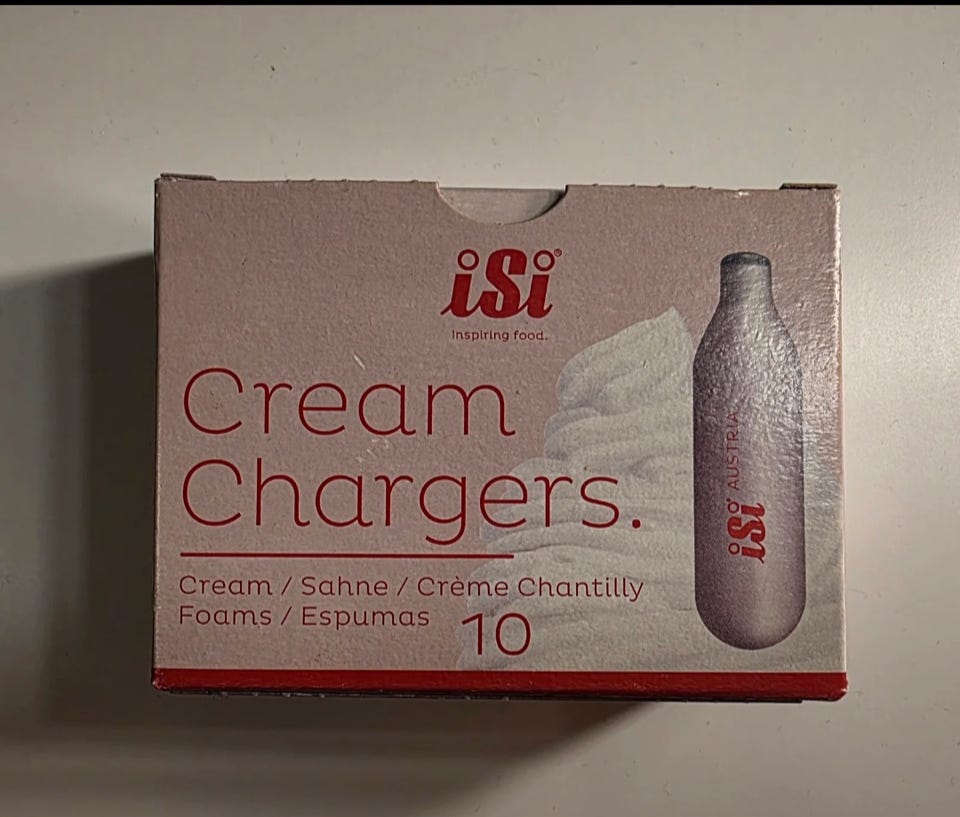 iSi®
inspiring food.
Cream
Chargers.
Cream / Sahne / Crème Chantilly
Foams / Espumas
10
iSi® AUSTRIA